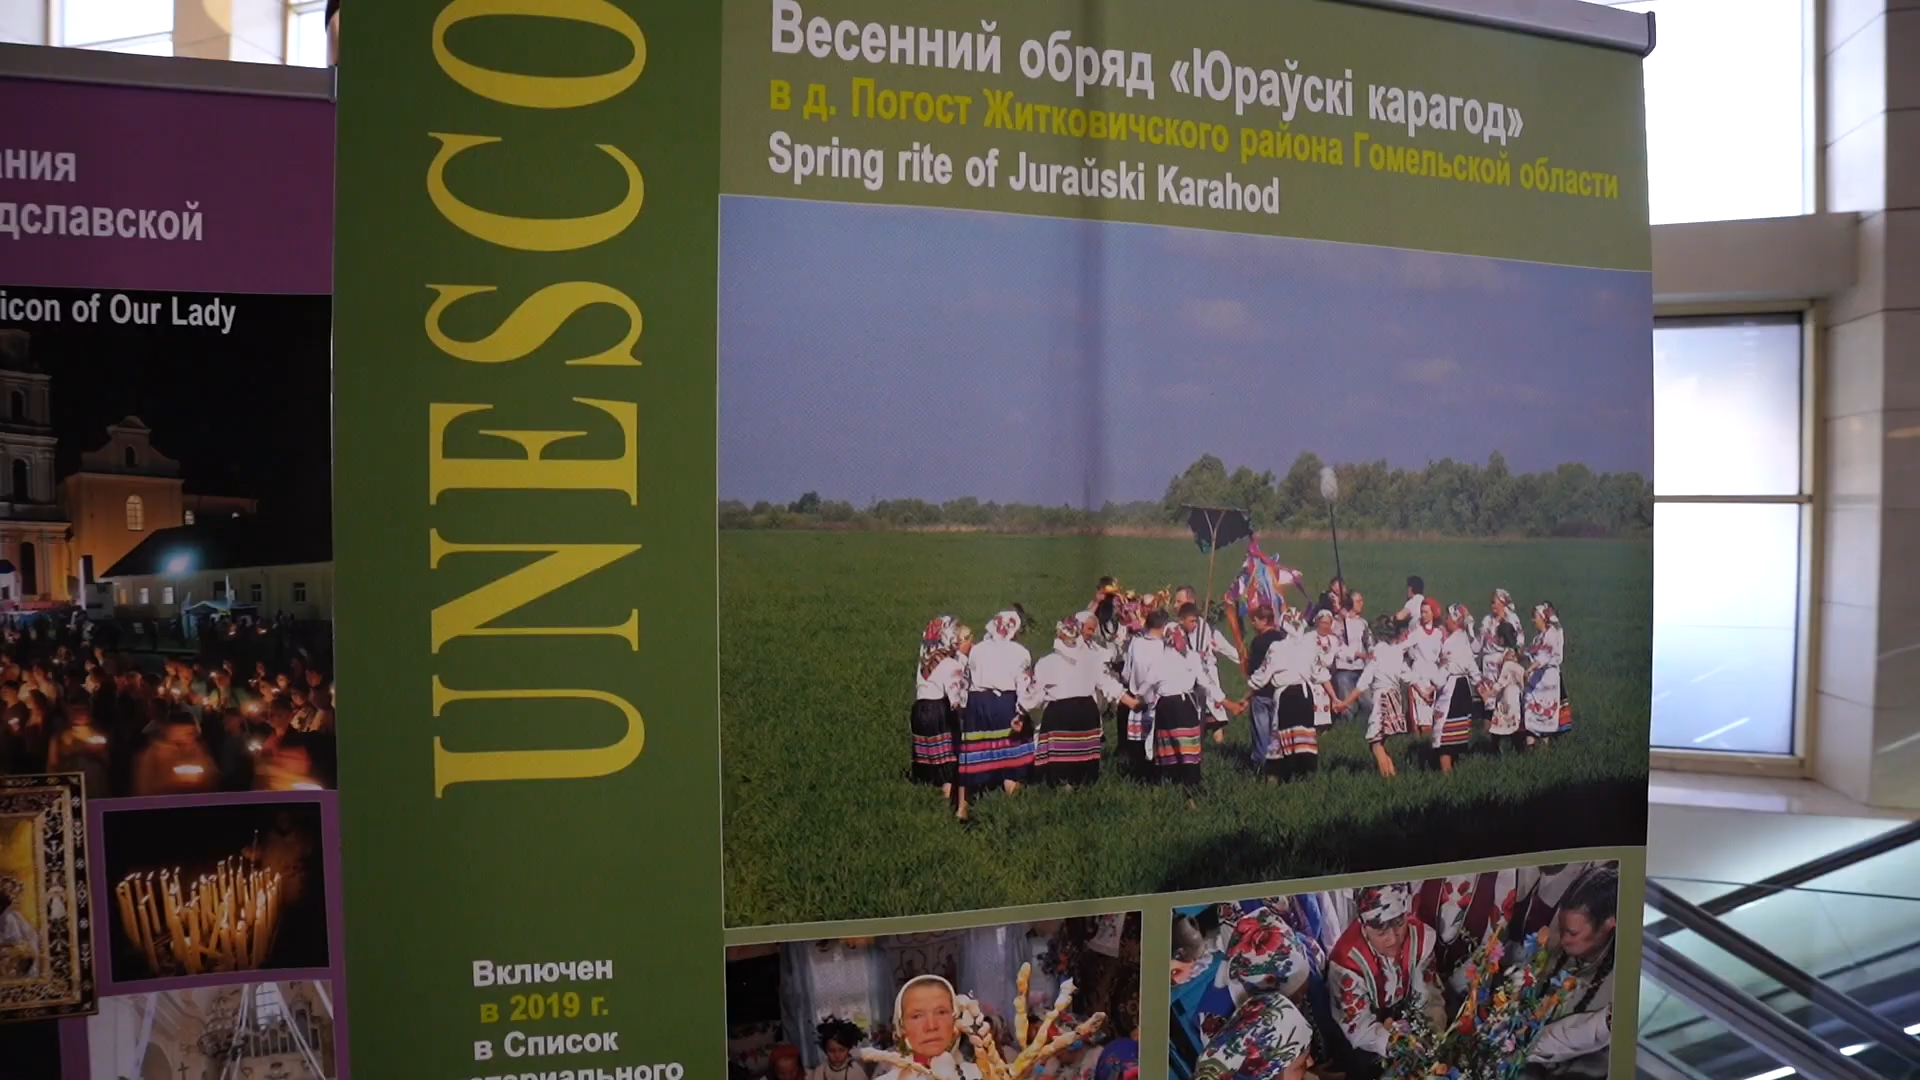 дславской
icon of Our Lady
UNESCO
Весенний обряд «Юраўскі карагод»
в д. Погост Житковичского района Гомельской области
Spring rite of Juraŭski Karahod
Включен
в 2019 г.
в Список